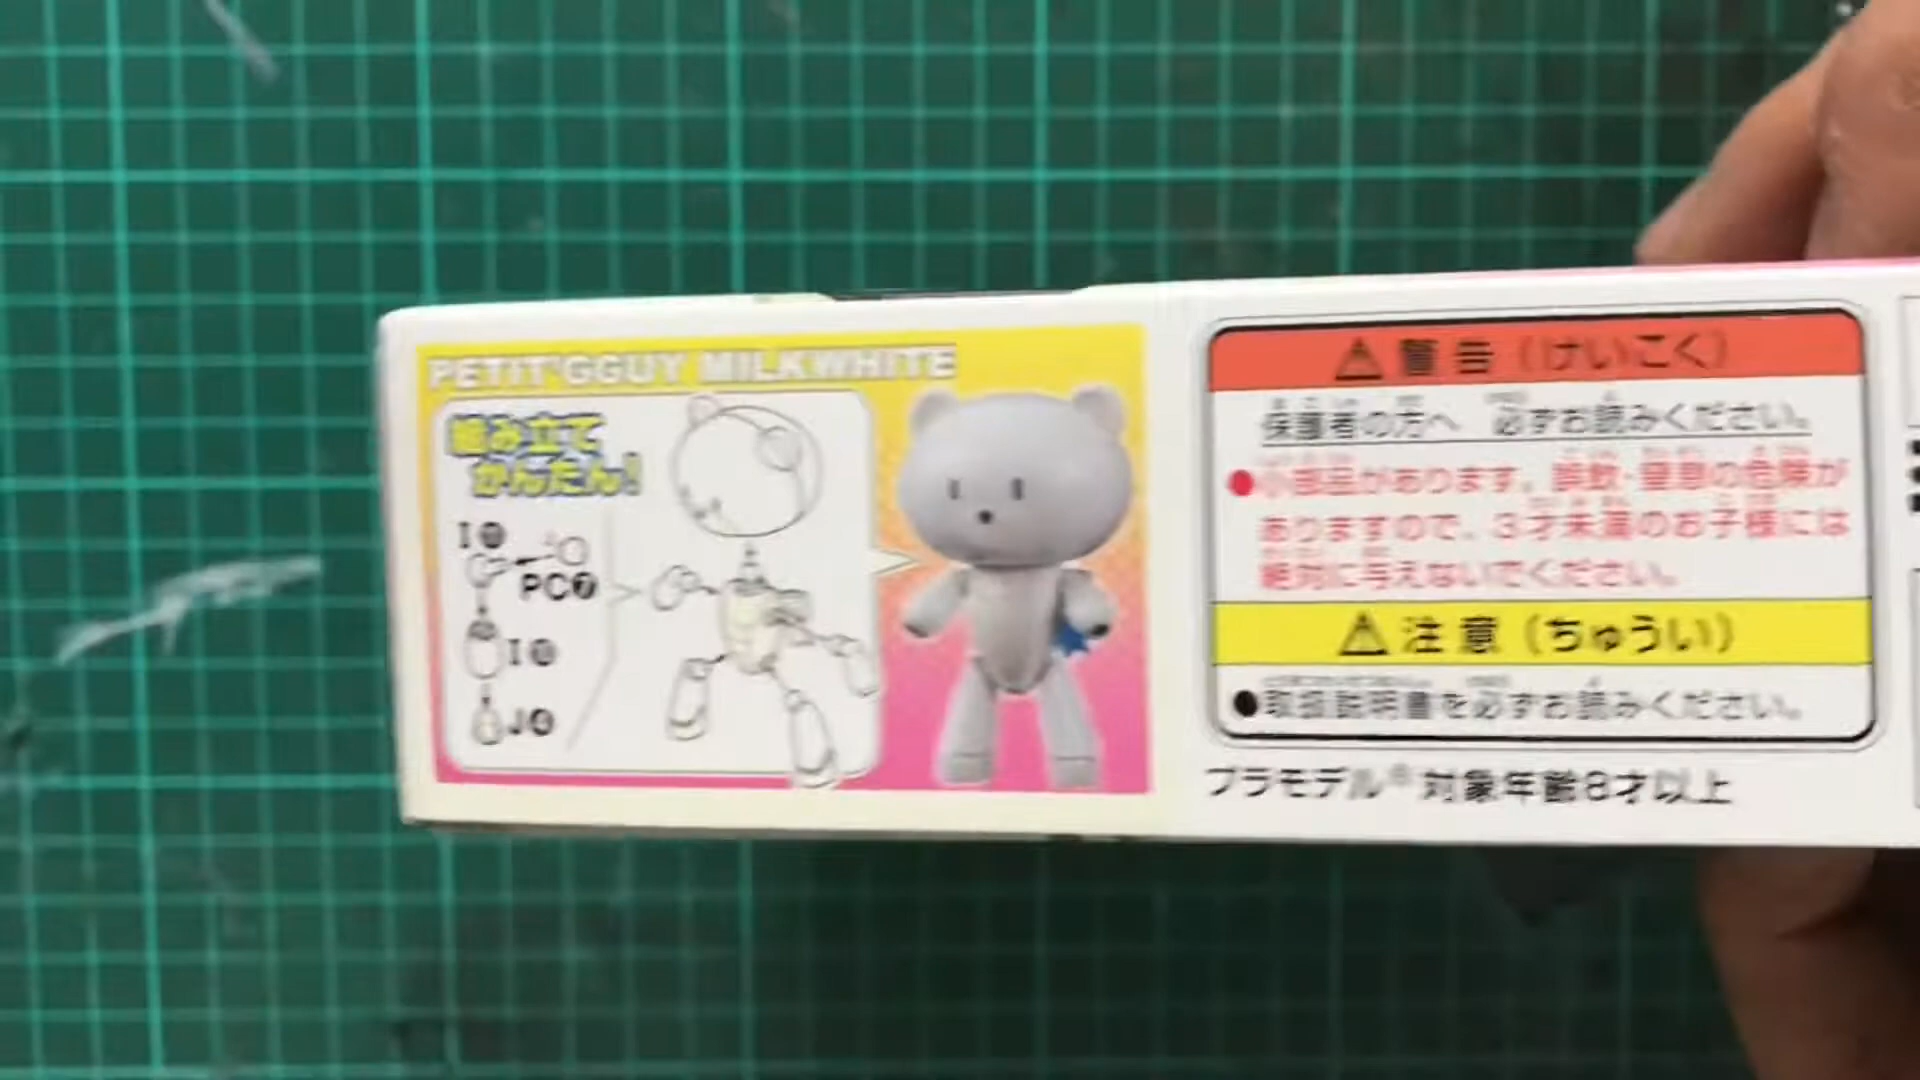 PETIT'GGUY MILKWHITE
組み立て
かんたん!
PC
I
J
警告（けいこく）
保護者の方へ 必ずお読みください。
●小部品があります。誤飲・窒息の危険が
ありますので、3才未満のお子様には
絶対に与えないでください。
注意（ちゅうい）
●取扱説明書を必ずお読みください。
プラモデル®対象年齢8才以上